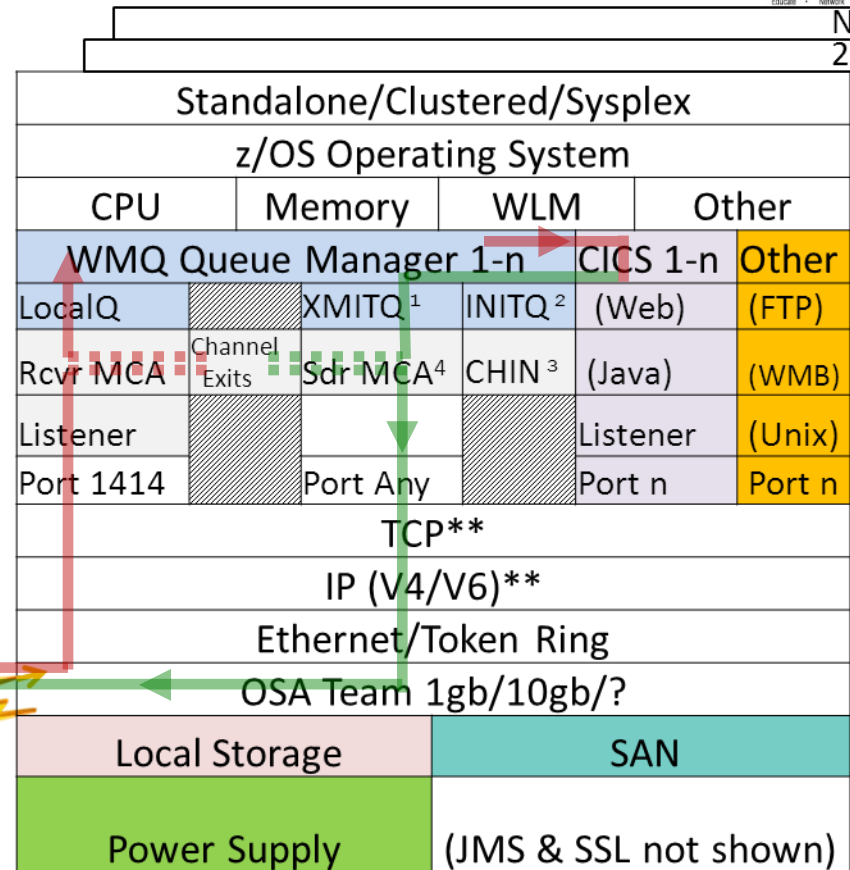 Educate · Network
N
2
Standalone/Clustered/Sysplex
z/OS Operating System
CPU Memory WLM Other
WMQ Queue Manager 1-n CICS 1-n Other
LocalQ XMITQ¹ INITQ² (Web) (FTP)
Channel
Rcvr MCA Exits Sdr MCA⁴ CHIN³ (Java) (WMB)
Listener Listener (Unix)
Port 1414 Port Any Port n Port n
TCP**
IP (V4/V6)**
Ethernet/Token Ring
OSA Team 1gb/10gb/?
Local Storage SAN
Power Supply (JMS & SSL not shown)